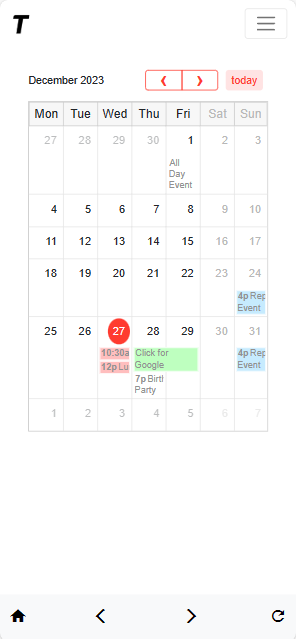 T
December 2023 today
Mon Tue Wed Thu Fri Sat Sun
27 28 29 30 1 2 3
All
Day
Event
4 5 6 7 8 9 10
11 12 13 14 15 16 17
18 19 20 21 22 23 24
4p Rep
Event
25 26 27 28 29 30 31
10:30a Click for 4p Rep
Google Event
12p Lu
7p Birth
Party
1 2 3 4 5 6 7